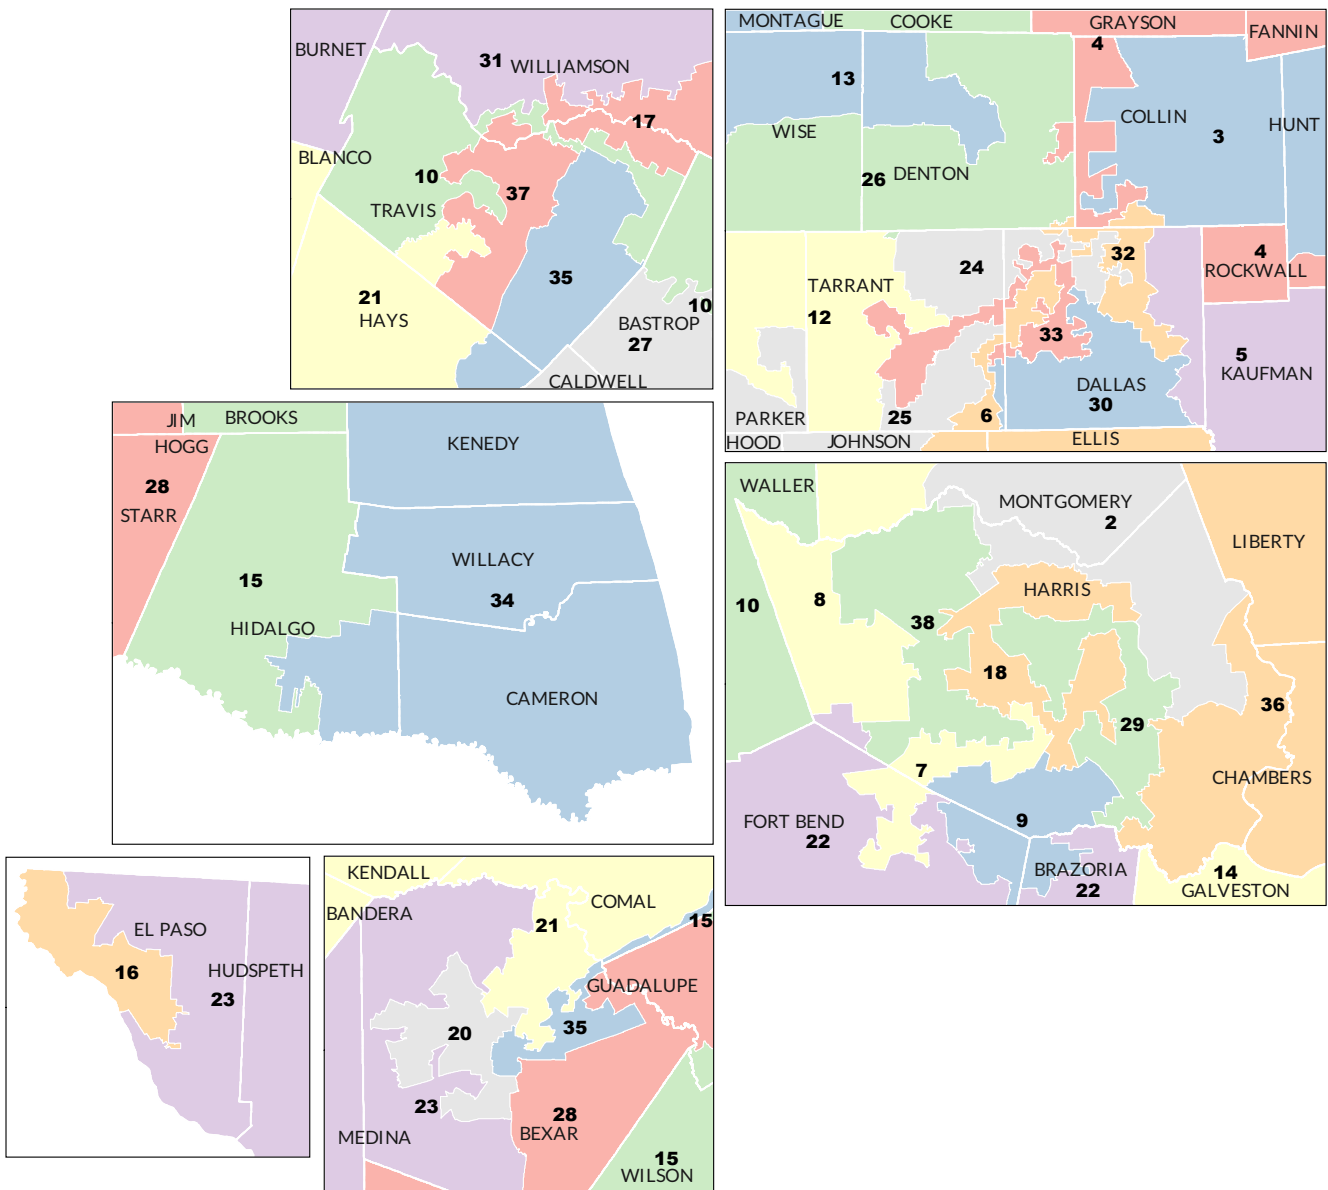 BURNET
31 WILLIAMSON
17
BLANCO
10
37
TRAVIS
35
21
HAYS
10
BASTROP
27
CALDWELL
MONTAGUE
COOKE
GRAYSON
FANNIN
4
13
COLLIN
3
HUNT
WISE
26 DENTON
32
4
ROCKWALL
24
TARRANT
12
33
5
KAUFMAN
DALLAS
30
PARKER
25
6
HOOD
JOHNSON
ELLIS
JIM
HOGG
BROOKS
KENEDY
28
STARR
WILLACY
15
34
HIDALGO
CAMERON
WALLER
MONTGOMERY
2
LIBERTY
HARRIS
10
8
38
18
36
29
7
CHAMBERS
FORT BEND
22
9
BRAZORIA
22
14
GALVESTON
EL PASO
16
HUDSPETH
23
KENDALL
BANDERA
COMAL
21
15
GUADALUPE
20
35
23
28
BEXAR
MEDINA
15
WILSON